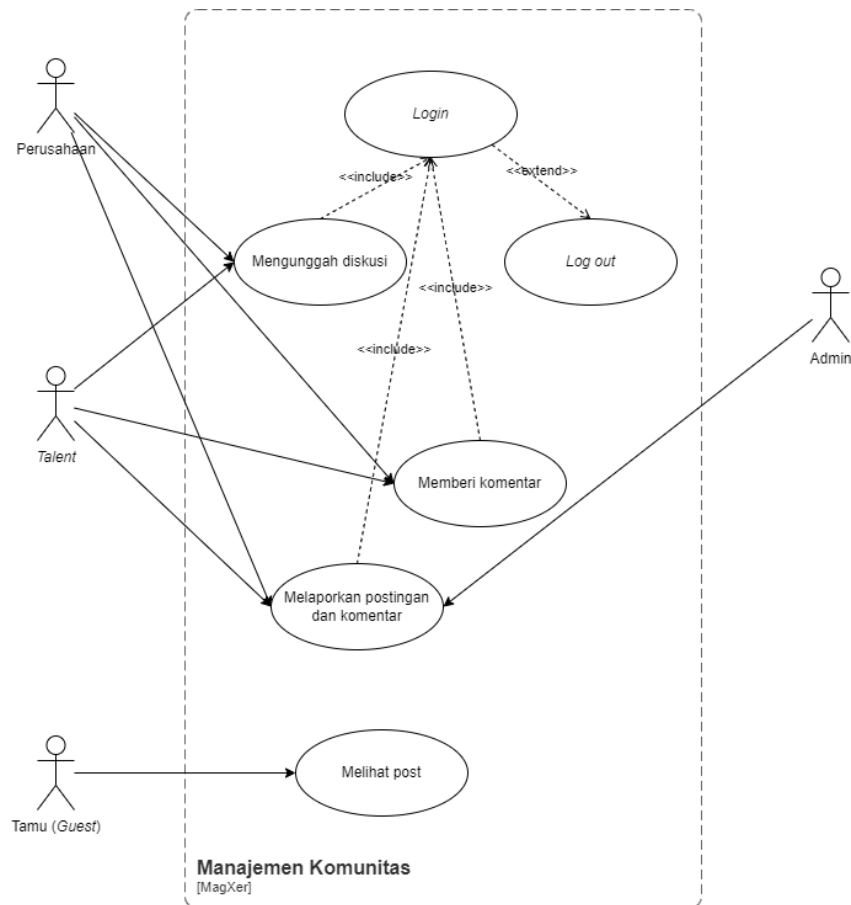 Login
Perusahaan
<<include>>
<<extend>>
Mengunggah diskusi
Log out
<<include>>
<<include>>
Admin
Talent
Memberi komentar
Melaporkan postingan
dan komentar
Melihat post
Tamu (Guest)
Manajemen Komunitas
[MagXer]